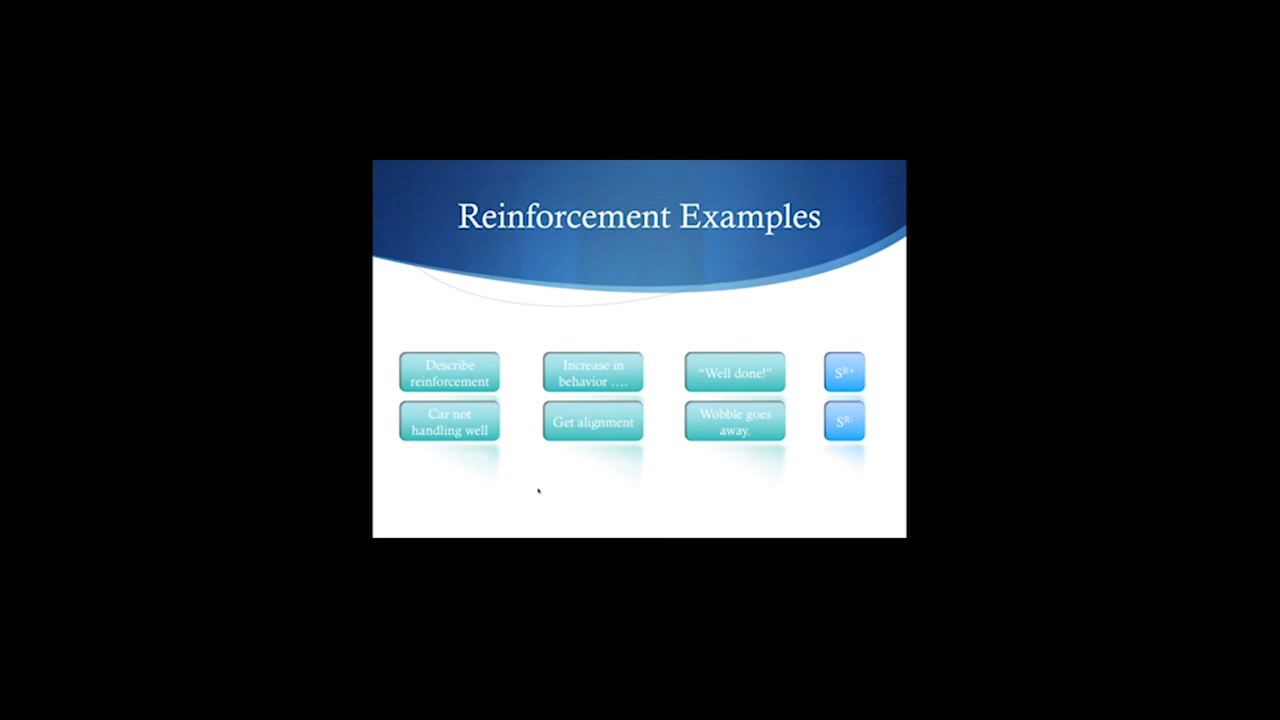 Reinforcement Examples
Describe
reinforcement
Increase in
behavior ....
"Well done!"
SR+
Car not
handling well
Get alignment
Wobble goes
away.
SR-